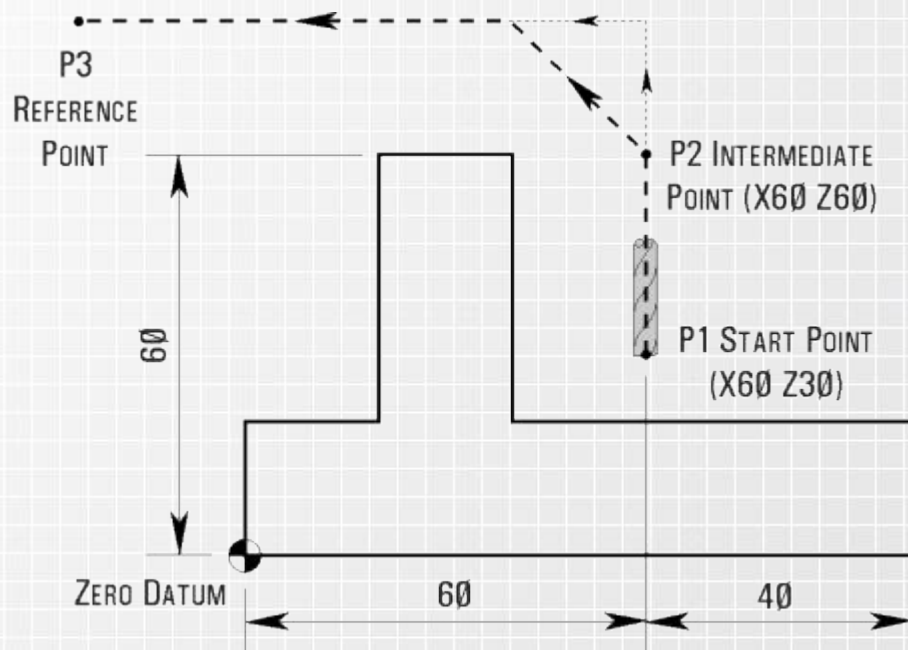 P3
REFERENCE
POINT
P2 INTERMEDIATE
POINT (X6Ø Z6Ø)
6Ø
P1 START POINT
(X6Ø Z3Ø)
ZERO DATUM
6Ø
4Ø